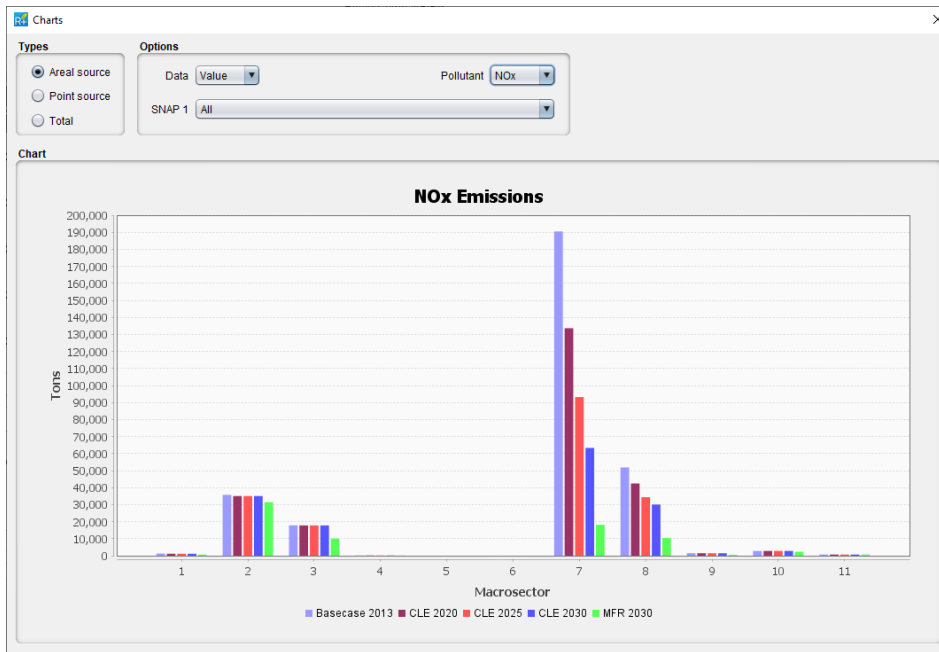 R+ Charts
Types
Areal source
Point source
Total
Options
Data Value Pollutant NOx
SNAP 1 All
Chart
NOx Emissions
200,000
190,000
180,000
170,000
160,000
150,000
140,000
130,000
120,000
110,000
100,000
90,000
80,000
70,000
60,000
50,000
40,000
30,000
20,000
10,000
0
Tons
1 2 3 4 5 6 7 8 9 10 11
Macrosector
Basecase 2013 CLE 2020 CLE 2025 CLE 2030 MFR 2030